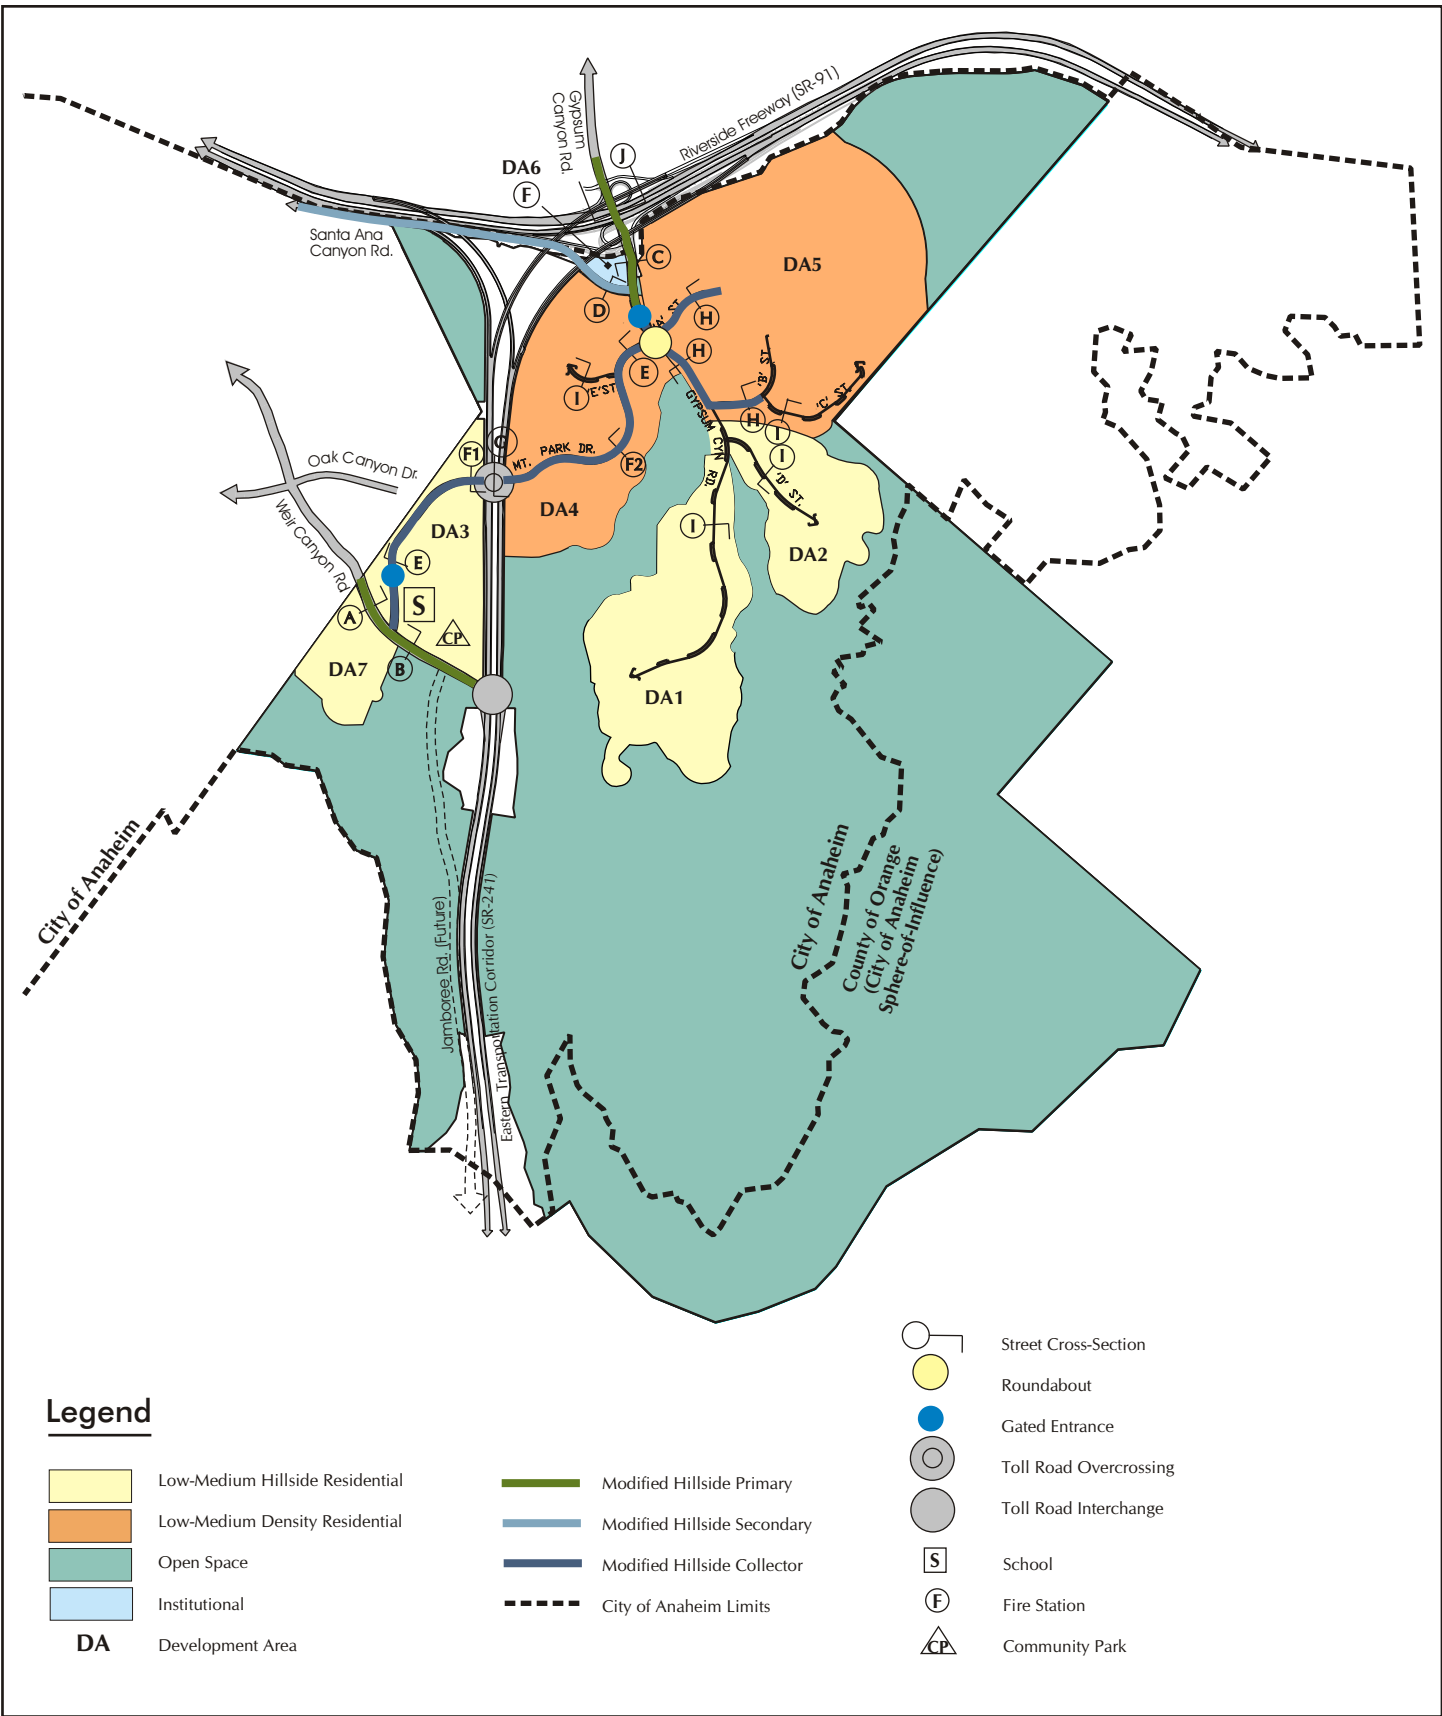 Riverside Freeway (SR-91)
Gypsum
Canyon Rd.
J
DA6
F
Santa Ana
Canyon Rd.
C
DA5
D
'A' ST.
H
H
E
'B' ST.
I
'E' ST.
'C' ST.
GYPSUM CYN
RD.
H
I
I
C
F1
MT. PARK DR.
F2
Oak Canyon Dr.
'D' ST.
Weir Canyon Rd
DA3
DA4
I
DA2
E
S
A
CP
B
DA7
DA1
City of Anaheim
City of Anaheim
County of Orange
(City of Anaheim
Sphere-of-Influence)
Jamboree Rd. (Future)
Eastern Transportation Corridor (SR-241)
Street Cross-Section
Roundabout
Gated Entrance
Toll Road Overcrossing
Toll Road Interchange
S School
F Fire Station
CP Community Park
Legend
Low-Medium Hillside Residential
Low-Medium Density Residential
Open Space
Institutional
DA Development Area
Modified Hillside Primary
Modified Hillside Secondary
Modified Hillside Collector
City of Anaheim Limits